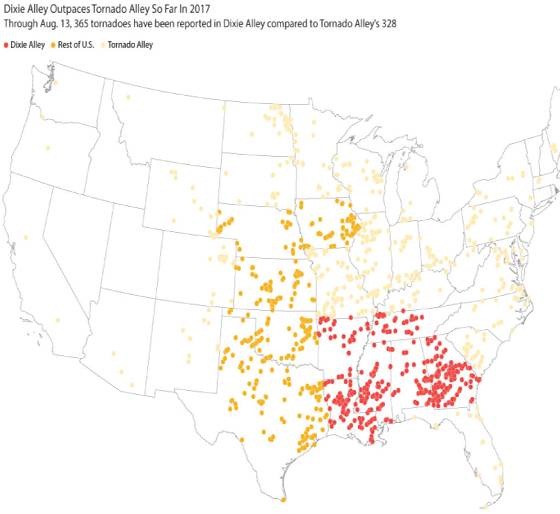 Dixie Alley Outpaces Tornado Alley So Far In 2017
Through Aug. 13, 365 tornadoes have been reported in Dixie Alley compared to Tornado Alley's 328
Dixie Alley Rest of U.S. Tornado Alley